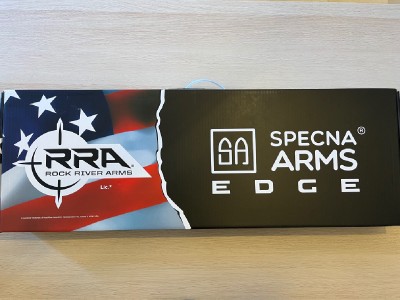 RRA
ROCK RIVER ARMS
Lic.*
SA
SPECNA®
ARMS
EDGE